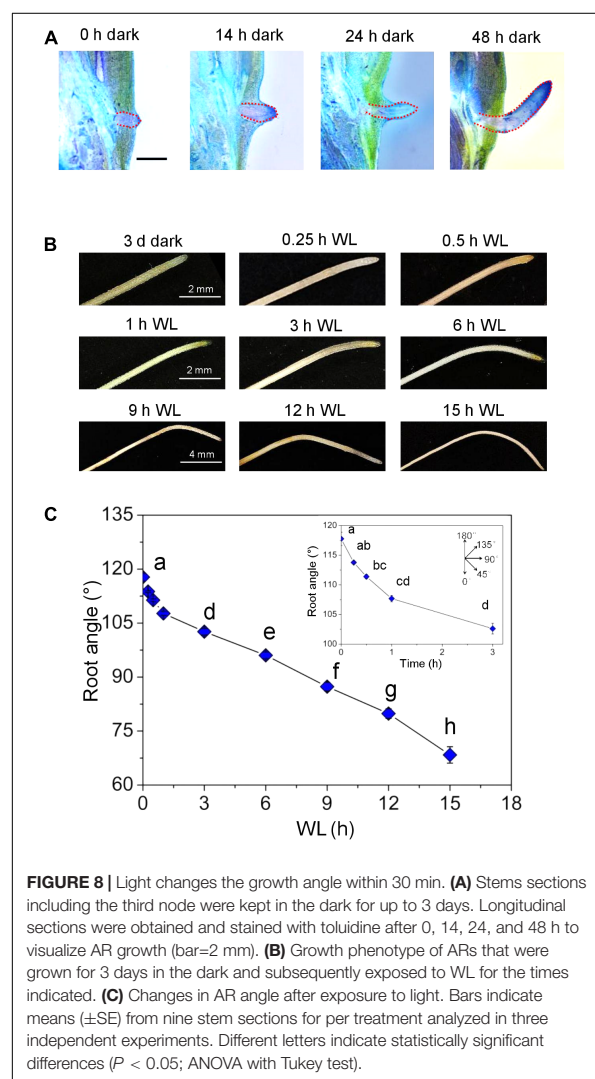 A
0 h dark 14 h dark 24 h dark 48 h dark
B
3 d dark 0.25 h WL 0.5 h WL
2 mm
1 h WL 3 h WL 6 h WL
2 mm
9 h WL 12 h WL 15 h WL
4 mm
C
135
120
105
90
75
60
Root angle (°)
0 3 6 9 12 15 18
WL (h)
a
d
e
f
g
h
120
115
110
105
100
Root angle (°)
0 1 2 3
Time (h)
a
ab
bc
cd
d
180°
135°
90°
45
0
FIGURE 8 | Light changes the growth angle within 30 min. (A) Stems sections
including the third node were kept in the dark for up to 3 days. Longitudinal
sections were obtained and stained with toluidine after 0, 14, 24, and 48 h to
visualize AR growth (bar=2 mm). (B) Growth phenotype of ARs that were
grown for 3 days in the dark and subsequently exposed to WL for the times
indicated. (C) Changes in AR angle after exposure to light. Bars indicate
means (±SE) from nine stem sections for per treatment analyzed in three
independent experiments. Different letters indicate statistically significant
differences (P < 0.05; ANOVA with Tukey test).